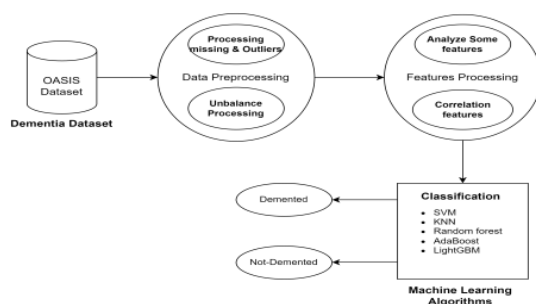 OASIS
Dataset
Dementia Dataset
Processing
missing & Outliers
Data Preprocessing
Unbalance
Processing
Analyze Some
features
Features Processing
Correlation
features
Classification
SVM
KNN
Random forest
AdaBoost
LightGBM
Machine Learning
Algorithms
Demented
Not-Demented